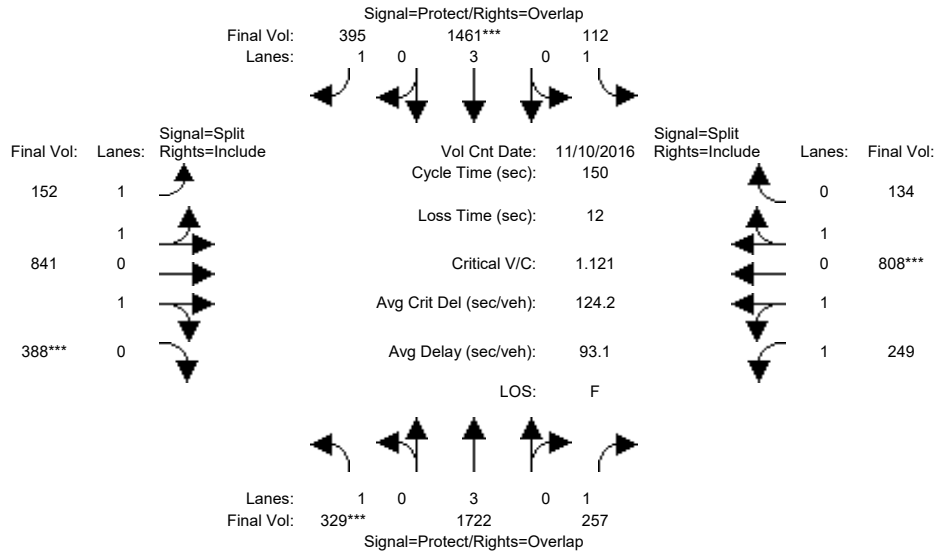 Signal=Protect/Rights=Overlap
Final Vol: 395 1461*** 112
Lanes: 1 0 3 0 1
Signal=Split Signal=Split
Final Vol: Lanes: Rights=Include Vol Cnt Date: 11/10/2016 Rights=Include Lanes: Final Vol:
Cycle Time (sec): 150
152 1 0 134
Loss Time (sec): 12
1 1
841 0 Critical V/C: 1.121 0 808***
1 Avg Crit Del (sec/veh): 124.2 1
388*** 0 Avg Delay (sec/veh): 93.1 1 249
LOS: F
Lanes: 1 0 3 0 1
Final Vol: 329*** 1722 257
Signal=Protect/Rights=Overlap